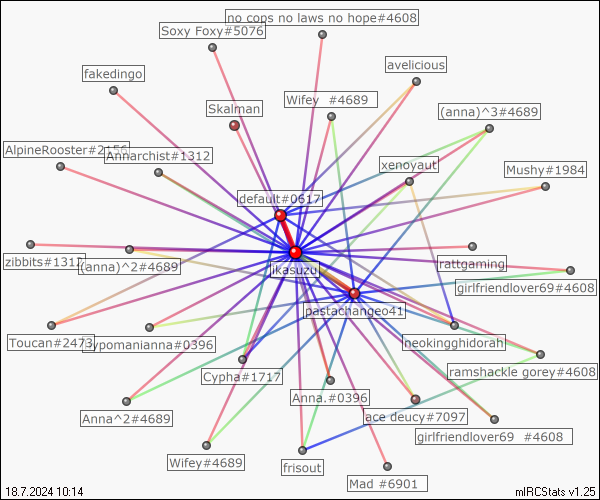 no cops no laws no hope#4608
Soxy Foxy#5076
avelicious
fakedingo
Wifey #4689
Skalman
(anna)^3#4689
AlpineRooster#2156
Annarchist#1312
xenoyaut
Mushy#1984
default#0617
zibbits#1312
(anna)^2#4689
jikasuzu
rattgaming
girlfriendlover69#4608
pastachangeo41
Toucan#2473
ypomanianna#0396
neokingghidorah
Cypha#1717
ramshackle gorey#4608
Anna.#0396
Anna^2#4689
ace deucy#7097
girlfriendlover69 #4608
Wifey#4689
frisout
Mad #6901
18.7.2024 10:14
mIRCStats v1.25